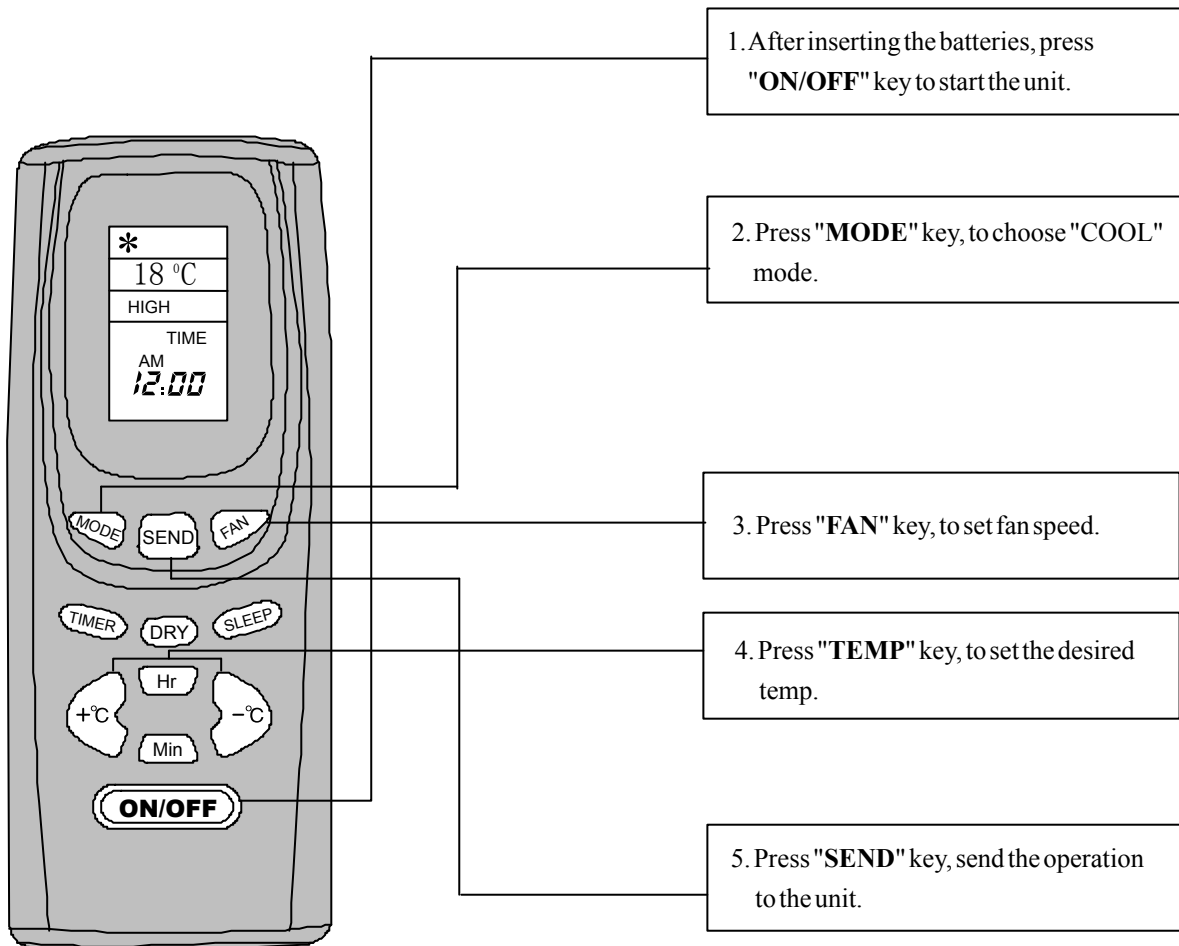 1. After inserting the batteries, press
"ON/OFF" key to start the unit.
2. Press "MODE" key, to choose "COOL"
mode.
3. Press "FAN" key, to set fan speed.
4. Press "TEMP" key, to set the desired
temp.
5. Press "SEND" key, send the operation
to the unit.
*
18 °C
HIGH
TIME
AM
12:00
MODE SEND FAN
TIMER DRY SLEEP
Hr
+°C -°C
Min
ON/OFF